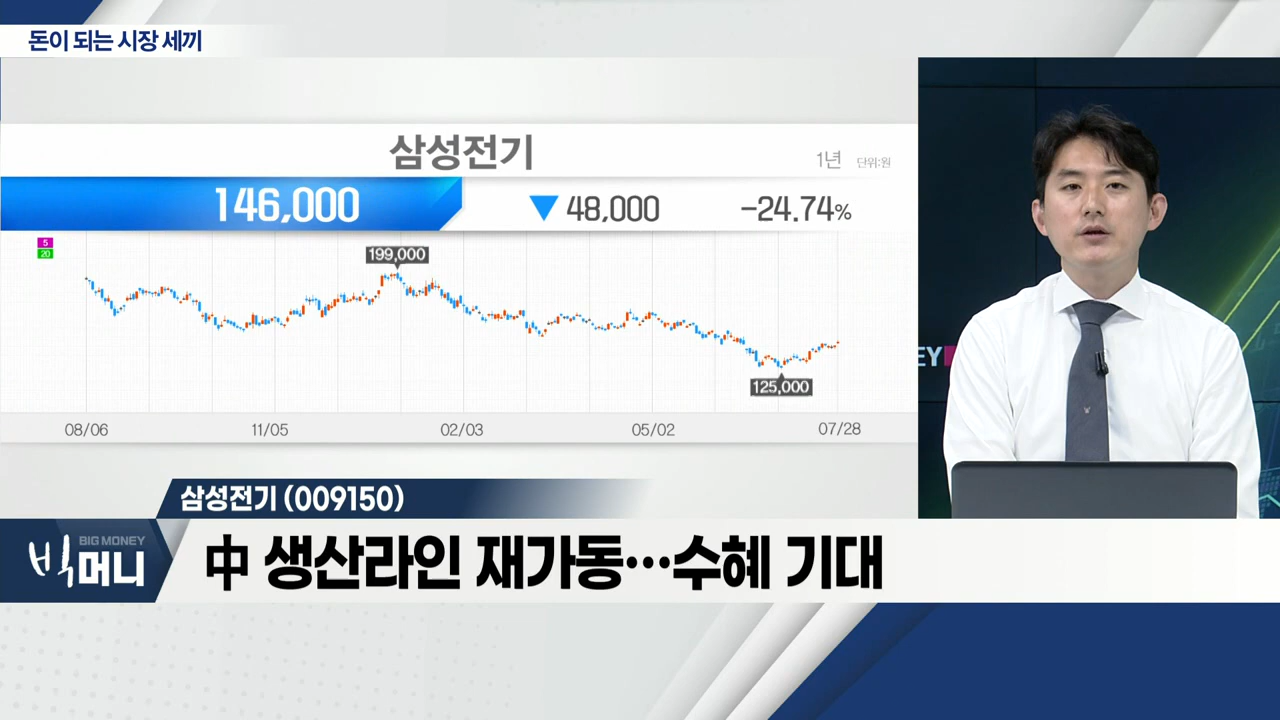 돈이 되는 시장 세끼
삼성전기
1년 단위:원
146,000 ▼ 48,000 -24.74%
5
20
199,000
125,000
08/06 11/05 02/03 05/02 07/28
EY
삼성전기 (009150)
BIG MONEY
빅머니
中 생산라인 재가동…수혜 기대